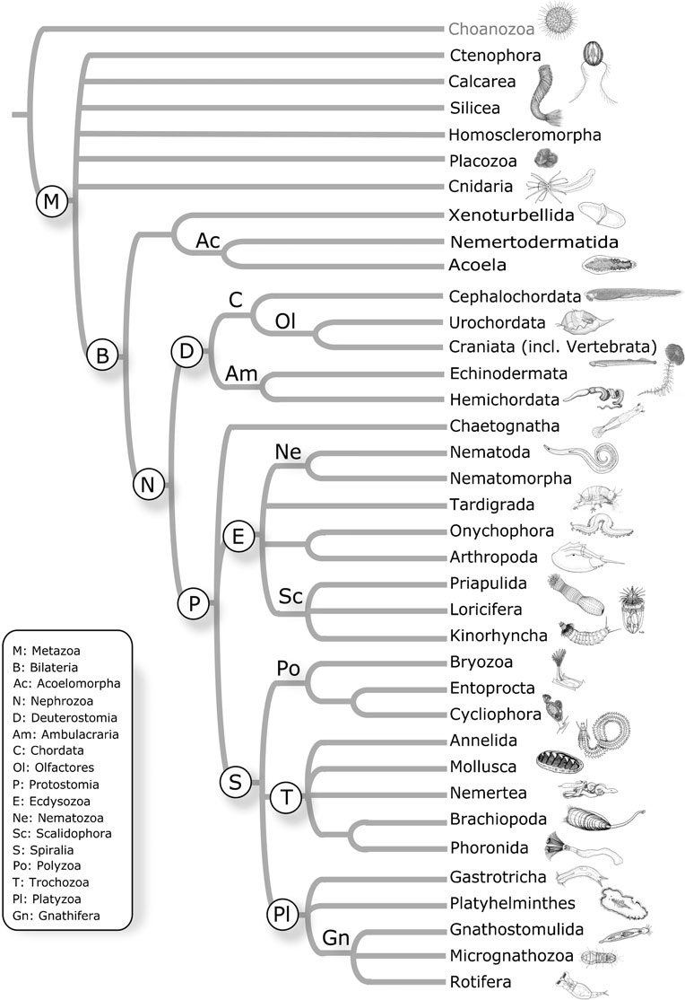 Choanozoa
Ctenophora
Calcarea
Silicea
Homoscleromorpha
Placozoa
Cnidaria
M
Xenoturbellida
Ac
Nemertodermatida
Acoela
B
C
Cephalochordata
Ol
Urochordata
Craniata (incl. Vertebrata)
D
Am
Echinodermata
Hemichordata
Chaetognatha
N
Ne
Nematoda
Nematomorpha
Tardigrada
E
Onychophora
Arthropoda
P
Sc
Priapulida
Loricifera
Kinorhyncha
Po
Bryozoa
Entoprocta
Cycliophora
S
T
Annelida
Mollusca
Nemertea
Brachiopoda
Phoronida
Pl
Gastrotricha
Platyhelminthes
Gn
Gnathostomulida
Micrognathozoa
Rotifera
M: Metazoa
B: Bilateria
Ac: Acoelomorpha
N: Nephrozoa
D: Deuterostomia
Am: Ambulacraria
C: Chordata
Ol: Olfactores
P: Protostomia
E: Ecdysozoa
Ne: Nematozoa
Sc: Scalidophora
S: Spiralia
Po: Polyzoa
T: Trochozoa
Pl: Platyzoa
Gn: Gnathifera